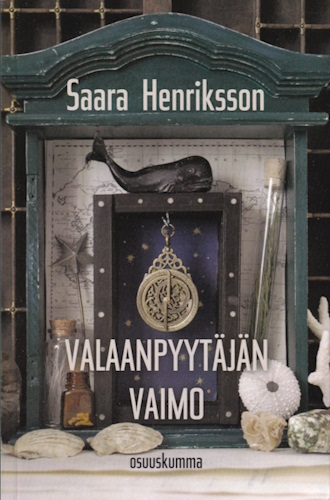 Saara Henriksson
VALAANPYYTÄJÄN
VAIMO
osuuskumma